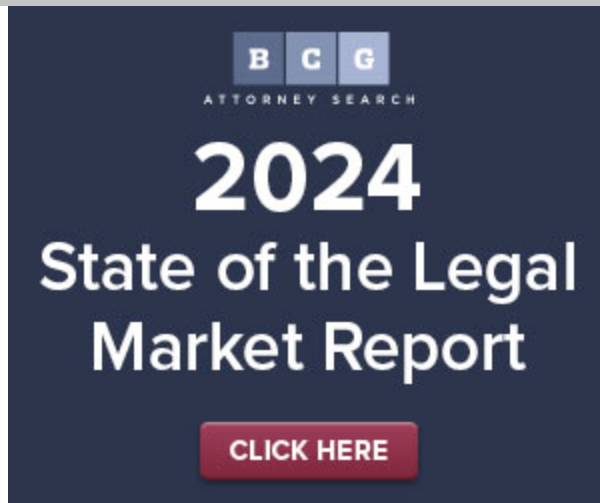 B C G
ATTORNEY SEARCH
2024
State of the Legal
Market Report
CLICK HERE